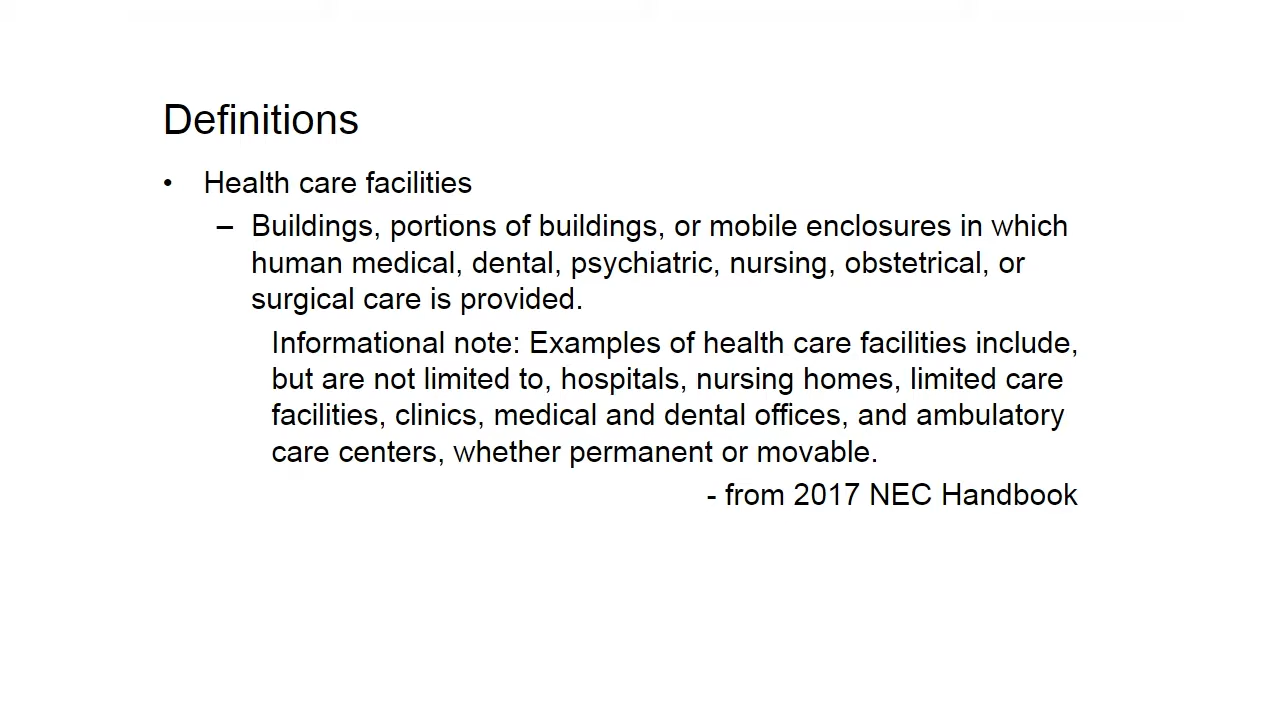 Definitions
• Health care facilities
– Buildings, portions of buildings, or mobile enclosures in which
human medical, dental, psychiatric, nursing, obstetrical, or
surgical care is provided.
Informational note: Examples of health care facilities include,
but are not limited to, hospitals, nursing homes, limited care
facilities, clinics, medical and dental offices, and ambulatory
care centers, whether permanent or movable.
- from 2017 NEC Handbook